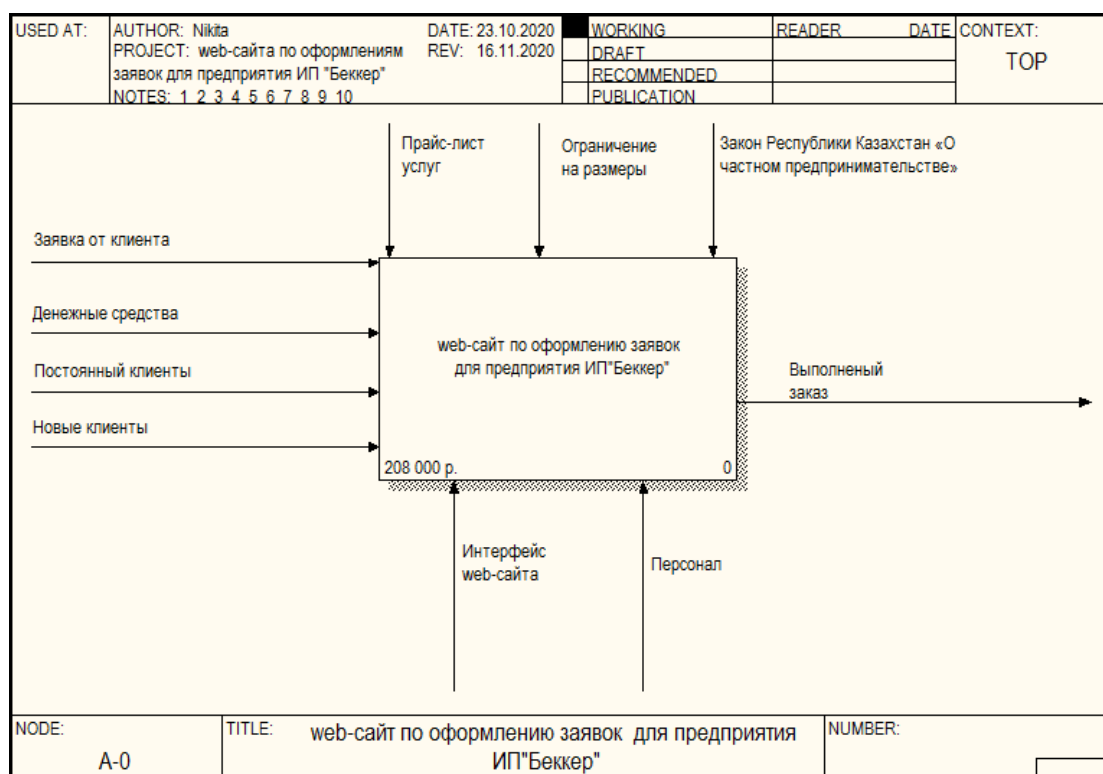 USED AT:
AUTHOR: Nikita
DATE: 23.10.2020
PROJECT: web-сайта по оформлениям
REV: 16.11.2020
заявок для предприятия ИП "Беккер"
NOTES: 1 2 3 4 5 6 7 8 9 10
WORKING
DRAFT
RECOMMENDED
PUBLICATION
READER DATE
CONTEXT:
TOP
Прайс-лист
услуг
Ограничение
на размеры
Закон Республики Казахстан «О
частном предпринимательстве»
Заявка от клиента
Денежные средства
Постоянный клиенты
Новые клиенты
web-сайт по оформлению заявок
для предприятия ИП"Беккер"
208 000 р.
0
Выполненый
заказ
Интерфейс
web-сайта
Персонал
NODE:
A-0
TITLE:
web-сайт по оформлению заявок для предприятия
ИП"Беккер"
NUMBER: